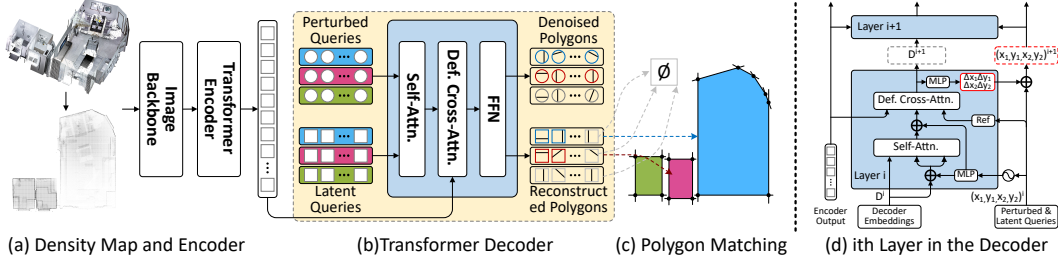 Image
Backbone
Transformer
Encoder
Perturbed
Queries
Denoised
Polygons
Self-Attn.
Def. Cross-Attn.
FFN
Latent
Queries
Reconstruct
ed Polygons
∅
Layer i+1
D^{i+1}
(x₁,y₁,x₂,y₂)^{i+1}
MLP
Δx₁Δy₁
Δx₂Δy₂
Def. Cross-Attn.
Ref
Self-Attn.
Layer i
MLP
D^i
(x₁,y₁,x₂,y₂)^i
Encoder
Output
Decoder
Embeddings
Perturbed &
Latent Queries
(a) Density Map and Encoder
(b)Transformer Decoder
(c) Polygon Matching
(d) ith Layer in the Decoder